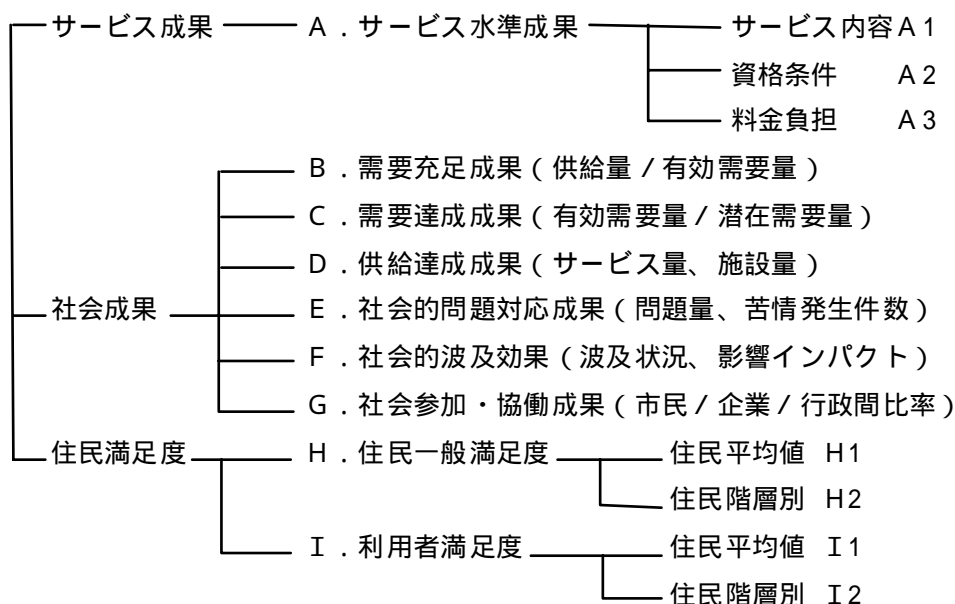 サービス成果 A．サービス水準成果 サービス内容A1
資格条件 A2
料金負担 A3
B．需要充足成果（供給量／有効需要量）
C．需要達成成果（有効需要量／潜在需要量）
D．供給達成成果（サービス量、施設量）
社会成果 E．社会的問題対応成果（問題量、苦情発生件数）
F．社会的波及効果（波及状況、影響インパクト）
G．社会参加・協働成果（市民／企業／行政間比率）
住民満足度 H．住民一般満足度 住民平均値 H1
住民階層別 H2
I．利用者満足度 住民平均値 I1
住民階層別 I2